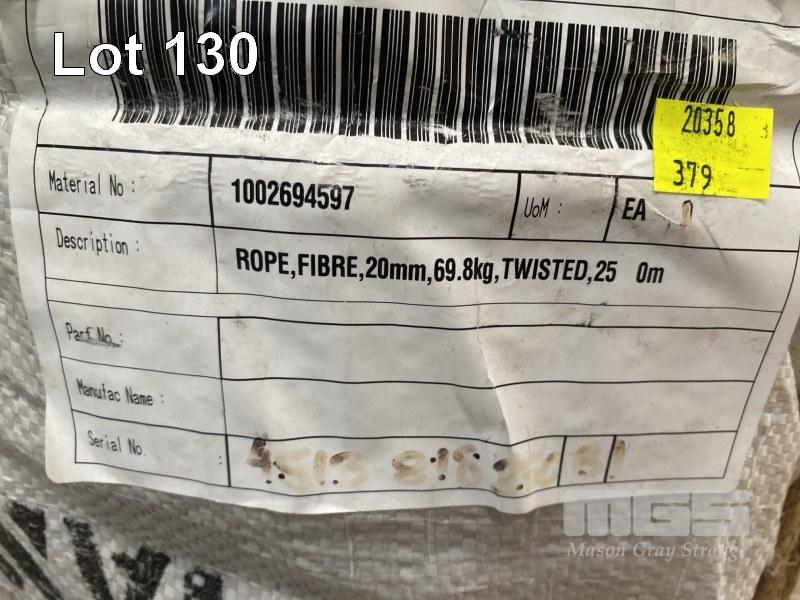 Lot 130
20358
379
Material No : 1002694597 UoM : EA
Description : ROPE,FIBRE,20mm,69.8kg,TWISTED,25 0m
Part No. :
Manufac Name :
Serial No.
MGS
Mason Gray Strange